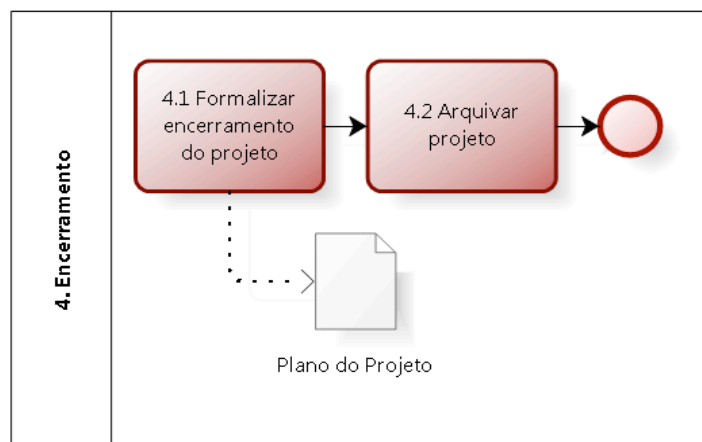 4. Encerramento
4.1 Formalizar
encerramento
do projeto
4.2 Arquivar
projeto
Plano do Projeto